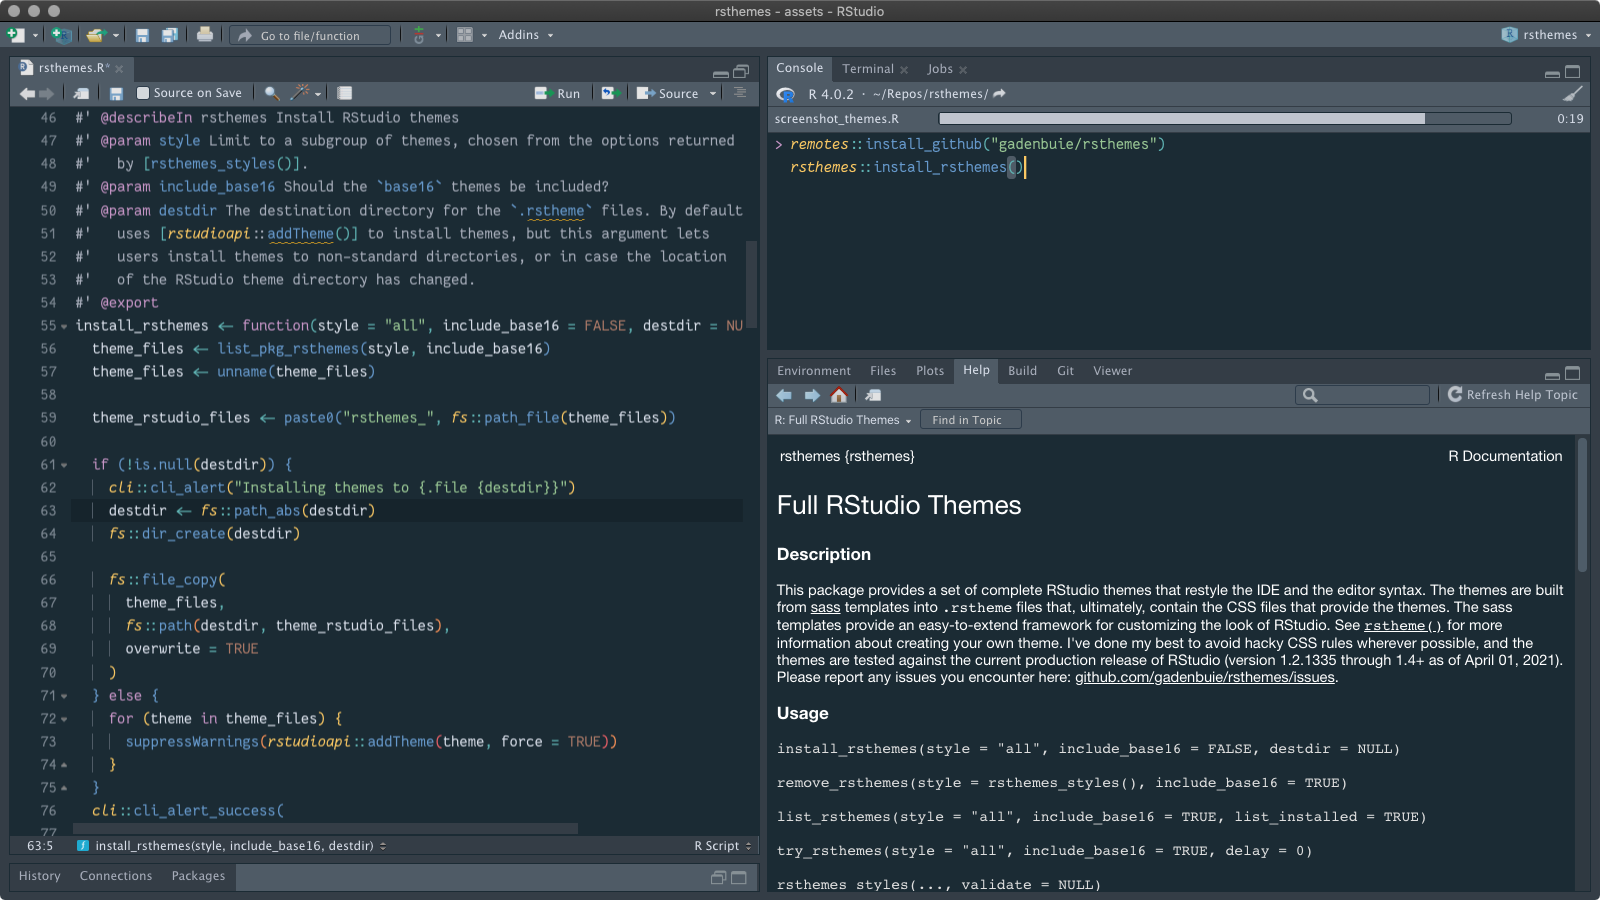 rsthemes - assets - RStudio
Go to file/function
Addins
rsthemes
rsthemes.R*
Source on Save
Run
Source
46 #' @describeIn rsthemes Install RStudio themes
47 #' @param style Limit to a subgroup of themes, chosen from the options returned
48 #'   by [rsthemes_styles()].
49 #' @param include_base16 Should the `base16` themes be included?
50 #' @param destdir The destination directory for the `.rstheme` files. By default
51 #'   uses [rstudioapi::addTheme()] to install themes, but this argument lets
52 #'   users install themes to non-standard directories, or in case the location
53 #'   of the RStudio theme directory has changed.
54 #' @export
55 install_rsthemes <- function(style = "all", include_base16 = FALSE, destdir = NU
56   theme_files <- list_pkg_rsthemes(style, include_base16)
57   theme_files <- unname(theme_files)
58
59   theme_rstudio_files <- paste0("rsthemes_", fs::path_file(theme_files))
60
61   if (!is.null(destdir)) {
62     cli::cli_alert("Installing themes to {.file {destdir}}")
63     destdir <- fs::path_abs(destdir)
64     fs::dir_create(destdir)
65
66     fs::file_copy(
67       theme_files,
68       fs::path(destdir, theme_rstudio_files),
69       overwrite = TRUE
70     )
71   } else {
72     for (theme in theme_files) {
73       suppressWarnings(rstudioapi::addTheme(theme, force = TRUE))
74     }
75   }
76   cli::cli_alert_success(
77
63:5
install_rsthemes(style, include_base16, destdir)
R Script
History
Connections
Packages
Console
Terminal
Jobs
R 4.0.2 · ~/Repos/rsthemes/
screenshot_themes.R
0:19
> remotes::install_github("gadenbuie/rsthemes")
rsthemes::install_rsthemes()
Environment
Files
Plots
Help
Build
Git
Viewer
Refresh Help Topic
R: Full RStudio Themes
Find in Topic
rsthemes {rsthemes}
R Documentation
Full RStudio Themes
Description
This package provides a set of complete RStudio themes that restyle the IDE and the editor syntax. The themes are built
from sass templates into .rstheme files that, ultimately, contain the CSS files that provide the themes. The sass
templates provide an easy-to-extend framework for customizing the look of RStudio. See rstheme() for more
information about creating your own theme. I've done my best to avoid hacky CSS rules wherever possible, and the
themes are tested against the current production release of RStudio (version 1.2.1335 through 1.4+ as of April 01, 2021).
Please report any issues you encounter here: github.com/gadenbuie/rsthemes/issues.
Usage
install_rsthemes(style = "all", include_base16 = FALSE, destdir = NULL)
remove_rsthemes(style = rsthemes_styles(), include_base16 = TRUE)
list_rsthemes(style = "all", include_base16 = TRUE, list_installed = TRUE)
try_rsthemes(style = "all", include_base16 = TRUE, delay = 0)
rsthemes_styles(..., validate = NULL)